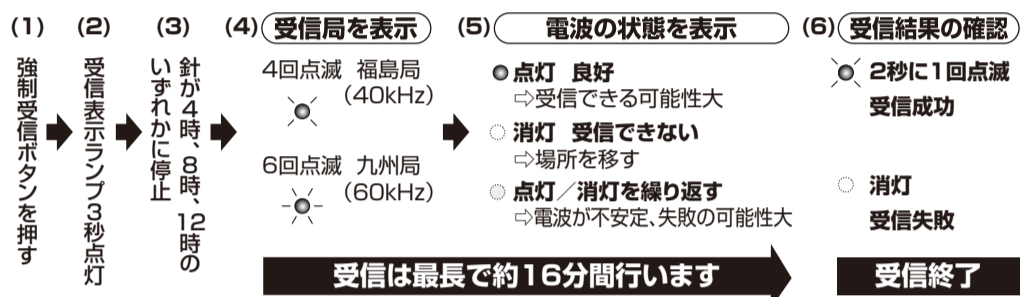 (1)
強制受信ボタンを押す
(2)
受信表示ランプ3秒点灯
(3)
針が4時、8時、12時の
いずれかに停止
(4) 受信局を表示
4回点滅 福島局
(40kHz)
6回点滅 九州局
(60kHz)
(5) 電波の状態を表示
点灯 良好
⇨受信できる可能性大
消灯 受信できない
⇨場所を移す
点灯/消灯を繰り返す
⇨電波が不安定、失敗の可能性大
受信は最長で約16分間行います
(6) 受信結果の確認
2秒に1回点滅
受信成功
消灯
受信失敗
受信終了